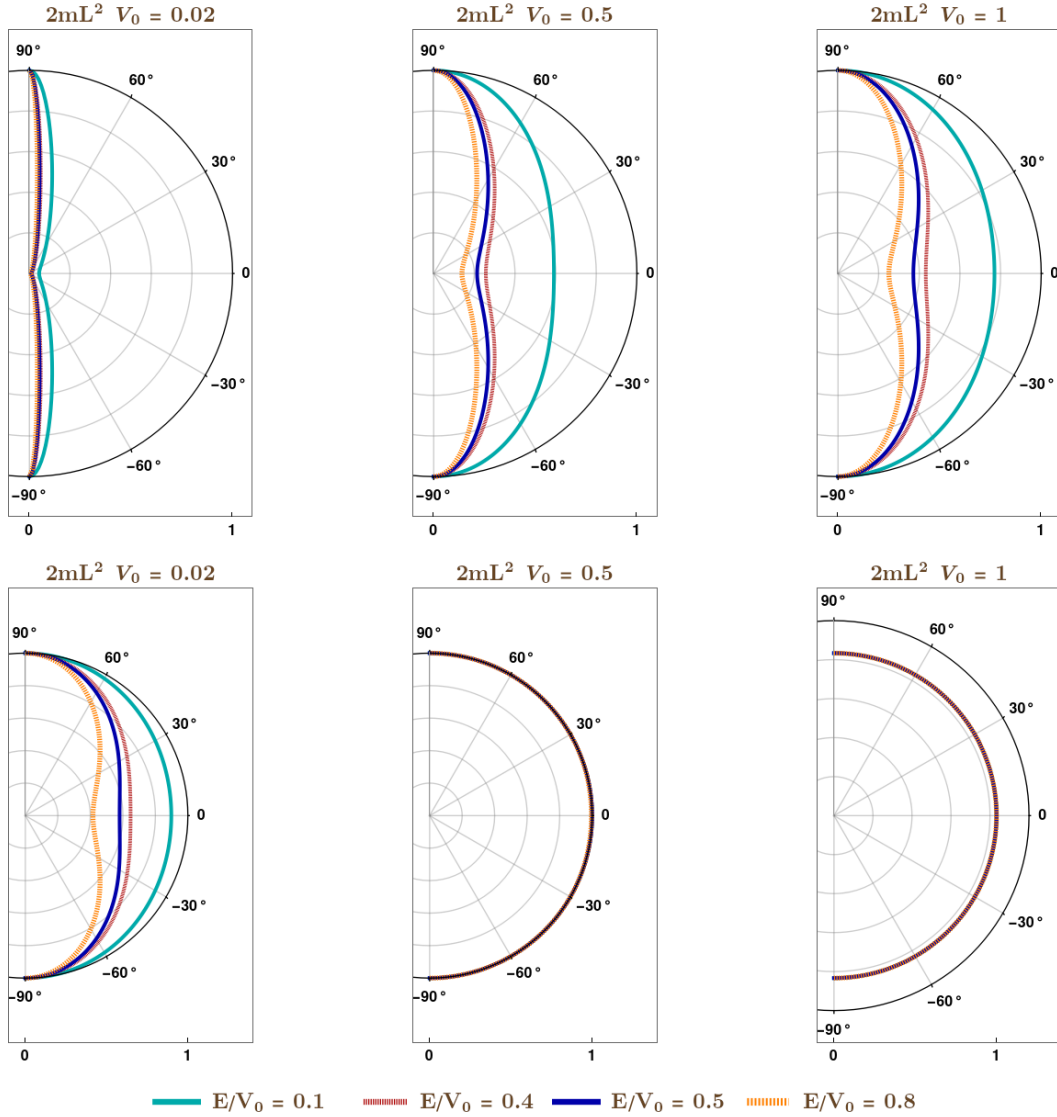 2mL² V₀ = 0.02 2mL² V₀ = 0.5 2mL² V₀ = 1
90° 90° 90°
60° 60° 60°
30° 30° 30°
0 0 0
−30° −30° −30°
−60° −60° −60°
−90° −90° −90°
0 1 0 1 0 1
2mL² V₀ = 0.02 2mL² V₀ = 0.5 2mL² V₀ = 1
90° 90° 90°
60° 60° 60°
30° 30° 30°
0 0 0
−30° −30° −30°
−60° −60° −60°
−90° −90° −90°
0 1 0 1 0 1
E/V₀ = 0.1 E/V₀ = 0.4 E/V₀ = 0.5 E/V₀ = 0.8